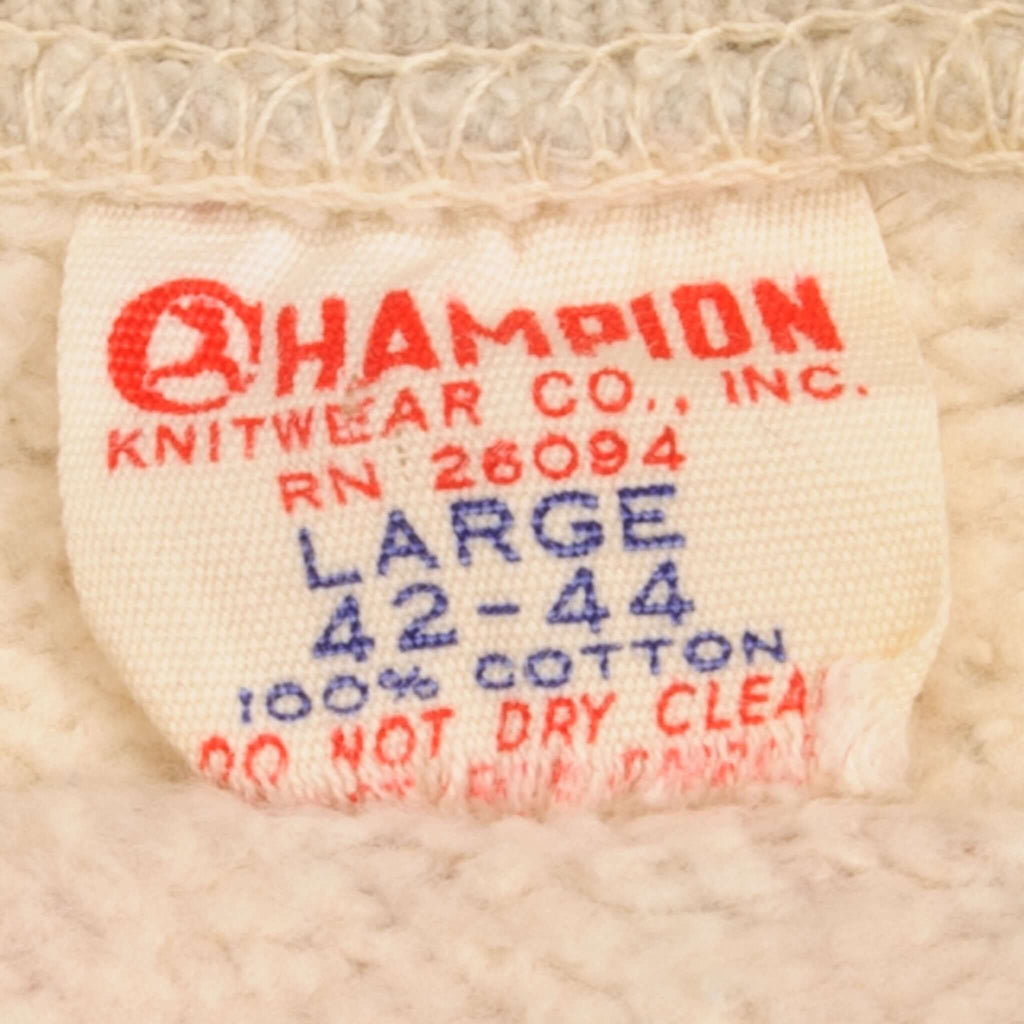 CHAMPION
KNITWEAR CO., INC.
RN 26094
LARGE
42-44
100% COTTON
DO NOT DRY CLEA